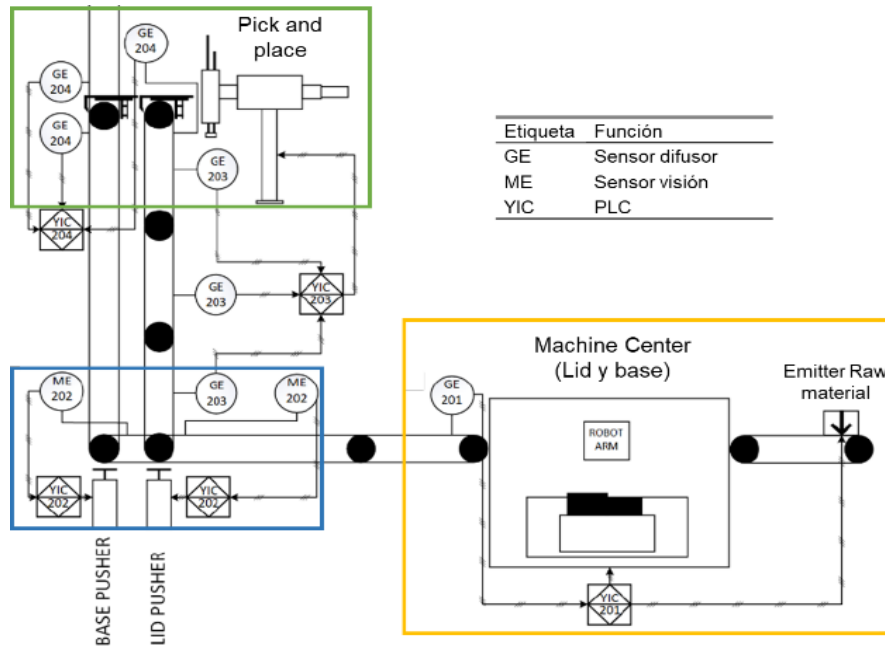 Pick and
place
GE
204
GE
204
GE
204
GE
203
YIC
204
GE
203
YIC
203
Etiqueta Función
GE Sensor difusor
ME Sensor visión
YIC PLC
ME
202
GE
203
ME
202
YIC
202
YIC
202
BASE PUSHER
LID PUSHER
Machine Center
(Lid y base)
Emitter Raw
material
GE
201
ROBOT
ARM
YIC
201